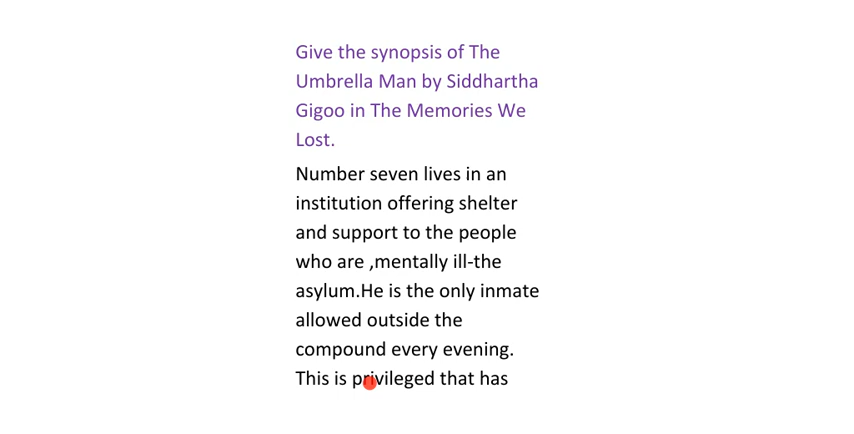 Give the synopsis of The
Umbrella Man by Siddhartha
Gigoo in The Memories We
Lost.
Number seven lives in an
institution offering shelter
and support to the people
who are ,mentally ill-the
asylum.He is the only inmate
allowed outside the
compound every evening.
This is privileged that has